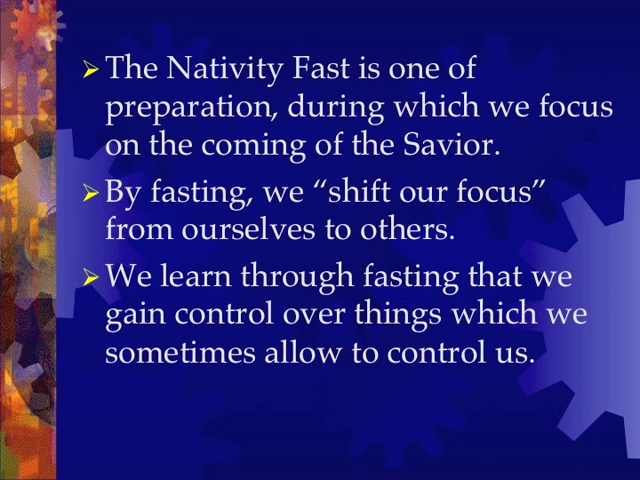 The Nativity Fast is one of
preparation, during which we focus
on the coming of the Savior.
By fasting, we “shift our focus”
from ourselves to others.
We learn through fasting that we
gain control over things which we
sometimes allow to control us.